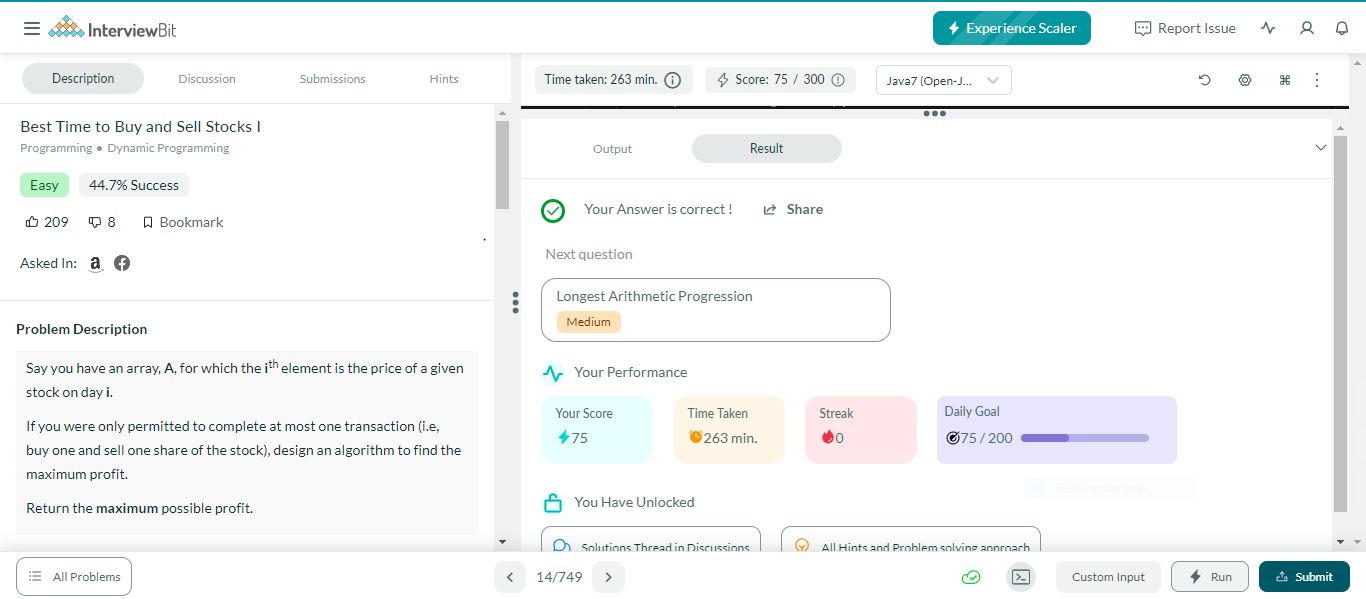 InterviewBit
Experience Scaler
Report Issue
Description
Discussion
Submissions
Hints
Time taken: 263 min.
Score: 75 / 300
Java7 (Open-J...
Best Time to Buy and Sell Stocks I
Programming • Dynamic Programming
Easy
44.7% Success
209
8
Bookmark
Asked In:
Problem Description
Say you have an array, A, for which the ith element is the price of a given
stock on day i.
If you were only permitted to complete at most one transaction (i.e,
buy one and sell one share of the stock), design an algorithm to find the
maximum profit.
Return the maximum possible profit.
Output
Result
Your Answer is correct !
Share
Next question
Longest Arithmetic Progression
Medium
Your Performance
Your Score
75
Time Taken
263 min.
Streak
0
Daily Goal
75 / 200
Rectangular Snip
You Have Unlocked
Solutions Thread in Discussions
All Hints and Problem solving approach
All Problems
14/749
Custom Input
Run
Submit